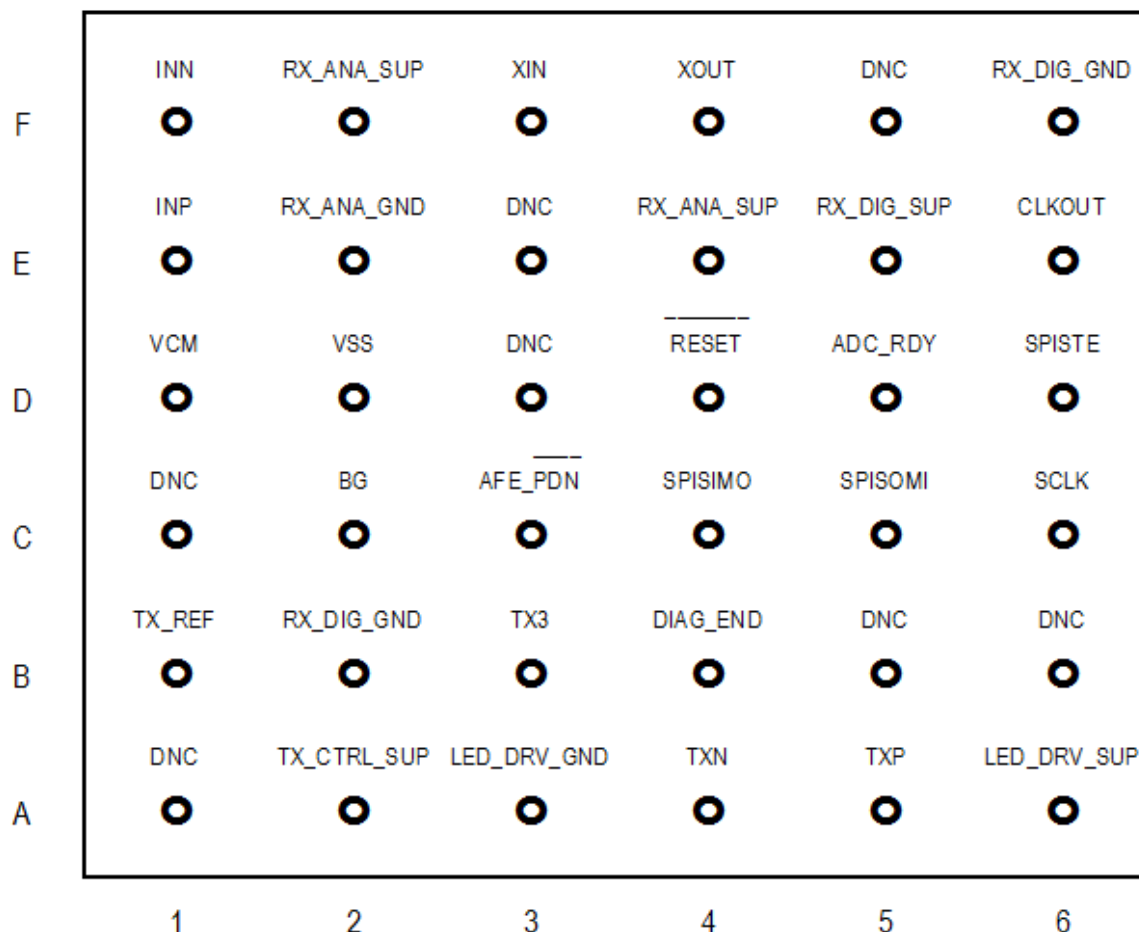 INN RX_ANA_SUP XIN XOUT DNC RX_DIG_GND
F
INP RX_ANA_GND DNC RX_ANA_SUP RX_DIG_SUP CLKOUT
E
VCM VSS DNC RESET ADC_RDY SPISTE
D
DNC BG AFE_PDN SPISIMO SPISOMI SCLK
C
TX_REF RX_DIG_GND TX3 DIAG_END DNC DNC
B
DNC TX_CTRL_SUP LED_DRV_GND TXN TXP LED_DRV_SUP
A
1 2 3 4 5 6